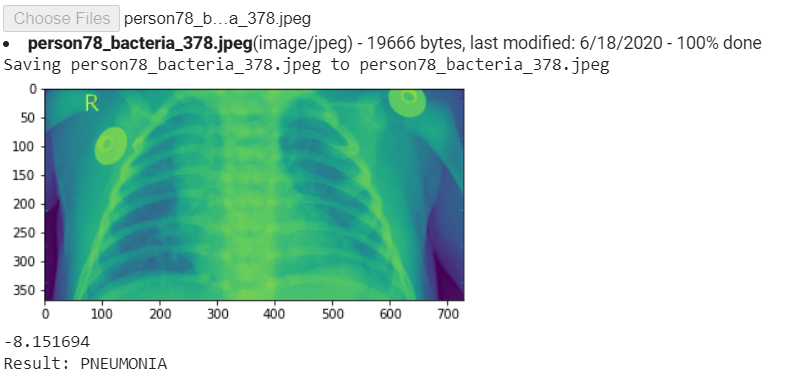 Choose Files person78_b...a_378.jpeg
• person78_bacteria_378.jpeg(image/jpeg) - 19666 bytes, last modified: 6/18/2020 - 100% done
Saving person78_bacteria_378.jpeg to person78_bacteria_378.jpeg
R
0
50
100
150
200
250
300
350
0 100 200 300 400 500 600 700
-8.151694
Result: PNEUMONIA